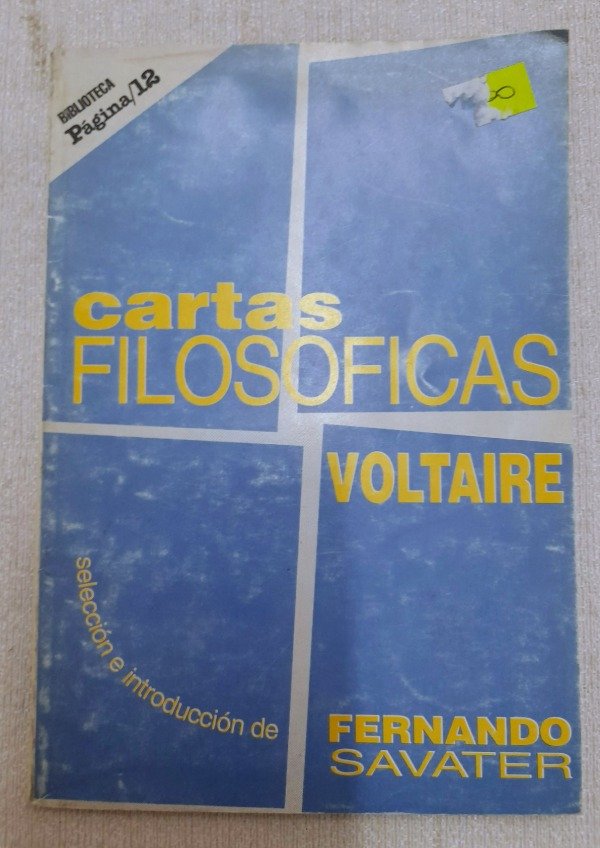 BIBLIOTECA
Página/12
cartas
FILOSOFICAS
VOLTAIRE
selección e introducción de
FERNANDO
SAVATER